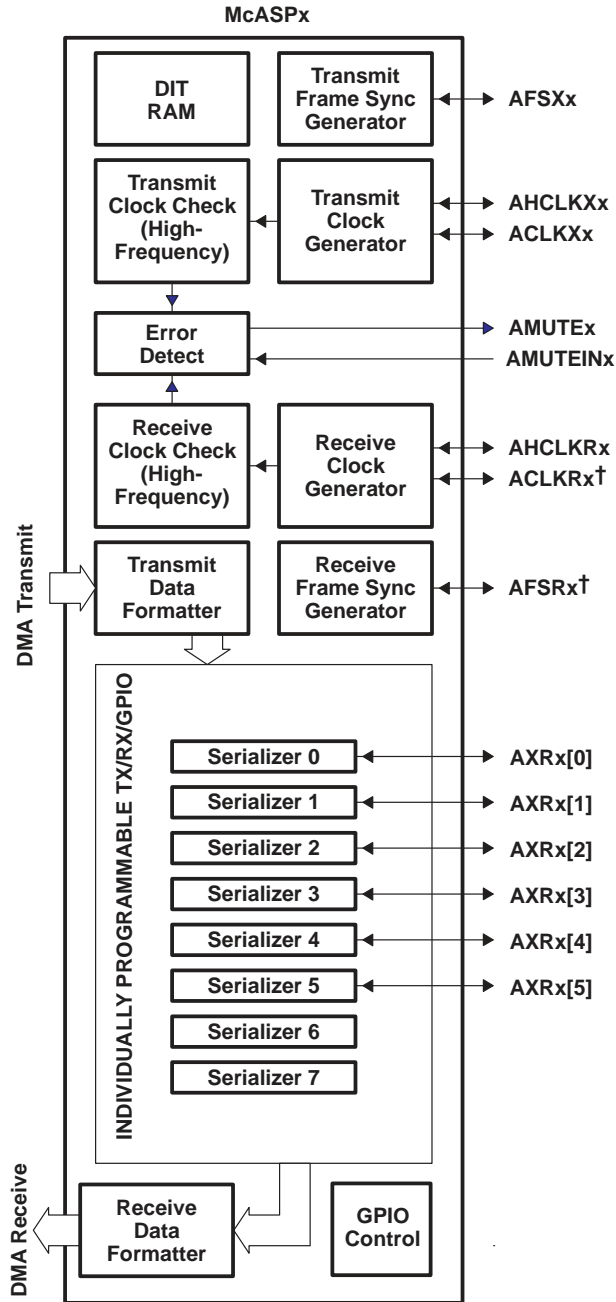 McASPx
DIT
RAM
Transmit
Frame Sync
Generator
AFSXx
Transmit
Clock Check
(High-
Frequency)
Transmit
Clock
Generator
AHCLKXx
ACLKXx
Error
Detect
AMUTEx
AMUTEINx
Receive
Clock Check
(High-
Frequency)
Receive
Clock
Generator
AHCLKRx
ACLKRx†
DMA Transmit
Transmit
Data
Formatter
Receive
Frame Sync
Generator
AFSRx†
INDIVIDUALLY PROGRAMMABLE TX/RX/GPIO
Serializer 0
AXRx[0]
Serializer 1
AXRx[1]
Serializer 2
AXRx[2]
Serializer 3
AXRx[3]
Serializer 4
AXRx[4]
Serializer 5
AXRx[5]
Serializer 6
Serializer 7
DMA Receive
Receive
Data
Formatter
GPIO
Control